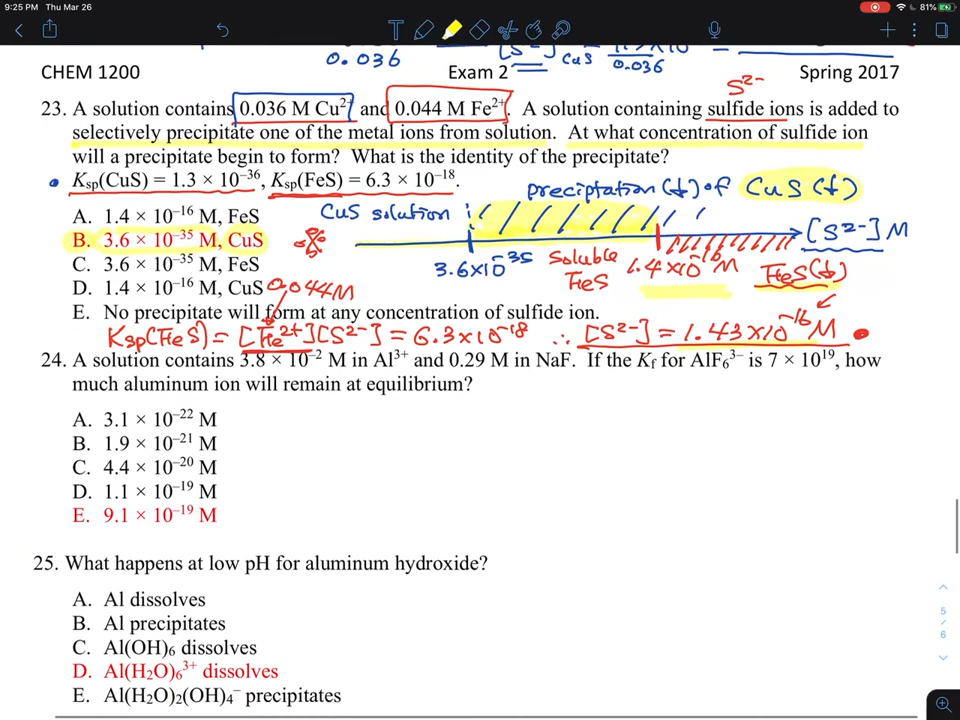 9:25 PM Thu Mar 26
81%
0.036
[S²⁻]
CuS
0.036
CHEM 1200 Exam 2 Spring 2017
S²⁻
23. A solution contains 0.036 M Cu²⁺ and 0.044 M Fe²⁺. A solution containing sulfide ions is added to
selectively precipitate one of the metal ions from solution. At what concentration of sulfide ion
will a precipitate begin to form? What is the identity of the precipitate?
Ksp(CuS) = 1.3 × 10⁻³⁶, Ksp(FeS) = 6.3 × 10⁻¹⁸.
precipitation (↓) of CuS (↓)
A. 1.4 × 10⁻¹⁶ M, FeS
CuS solution
[S²⁻] M
B. 3.6 × 10⁻³⁵ M, CuS
3.6×10⁻³⁵
soluble
FeS
1.4×10⁻¹⁶ M
FeS(↓)
C. 3.6 × 10⁻³⁵ M, FeS
D. 1.4 × 10⁻¹⁶ M, CuS
0.044M
E. No precipitate will form at any concentration of sulfide ion.
Ksp(FeS) = [Fe²⁺][S²⁻] = 6.3×10⁻¹⁸ ∴ [S²⁻] = 1.43×10⁻¹⁶ M
24. A solution contains 3.8 × 10⁻² M in Al³⁺ and 0.29 M in NaF. If the Kf for AlF₆³⁻ is 7 × 10¹⁹, how
much aluminum ion will remain at equilibrium?
A. 3.1 × 10⁻²² M
B. 1.9 × 10⁻²¹ M
C. 4.4 × 10⁻²⁰ M
D. 1.1 × 10⁻¹⁹ M
E. 9.1 × 10⁻¹⁹ M
25. What happens at low pH for aluminum hydroxide?
A. Al dissolves
B. Al precipitates
C. Al(OH)₆ dissolves
D. Al(H₂O)₆³⁺ dissolves
E. Al(H₂O)₂(OH)₄⁻ precipitates
5
/
6